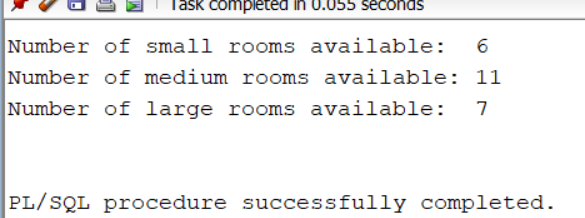 Task completed in 0.055 seconds
Number of small rooms available:  6
Number of medium rooms available: 11
Number of large rooms available:  7
PL/SQL procedure successfully completed.